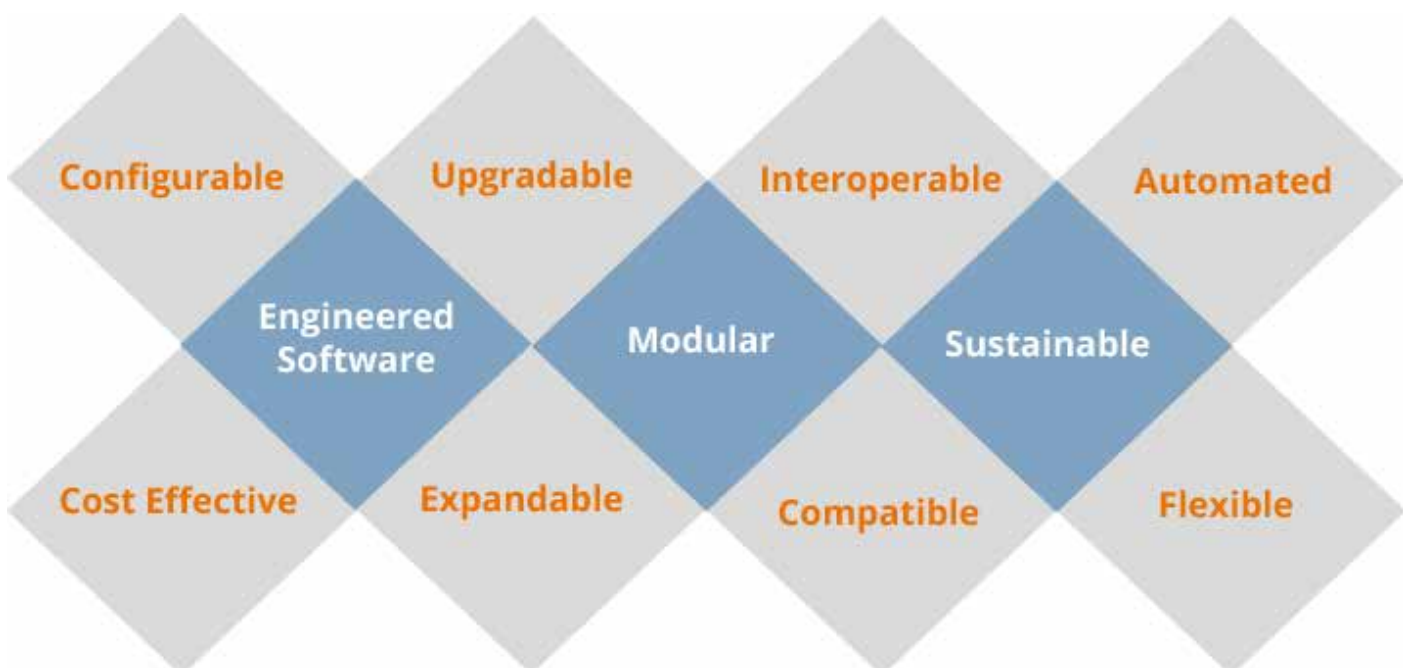 Configurable
Upgradable
Interoperable
Automated
Engineered
Software
Modular
Sustainable
Cost Effective
Expandable
Compatible
Flexible